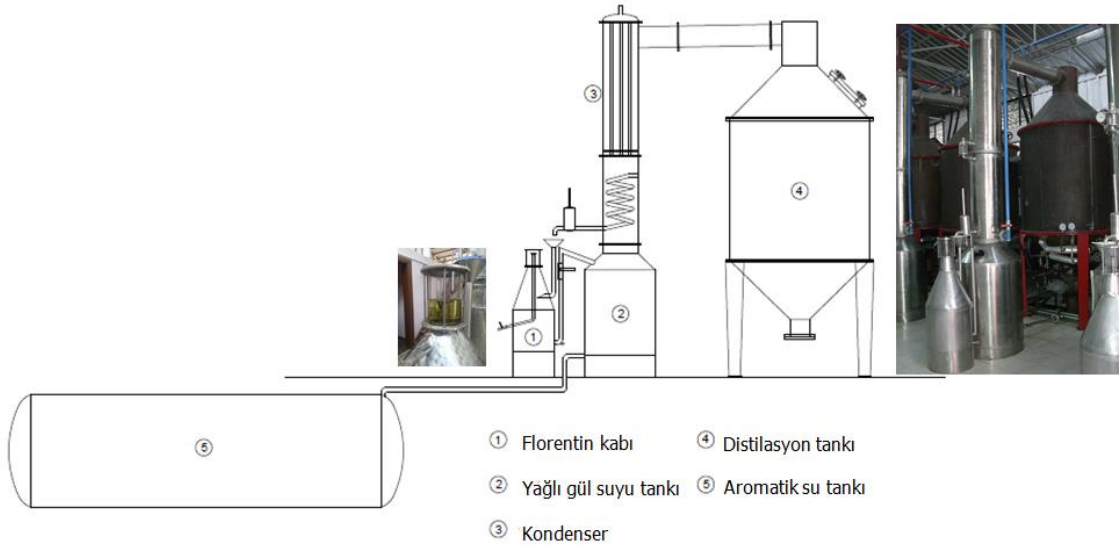 ③
④
②
①
⑤
① Florentin kabı
④ Distilasyon tankı
② Yağlı gül suyu tankı
⑤ Aromatik su tankı
③ Kondenser